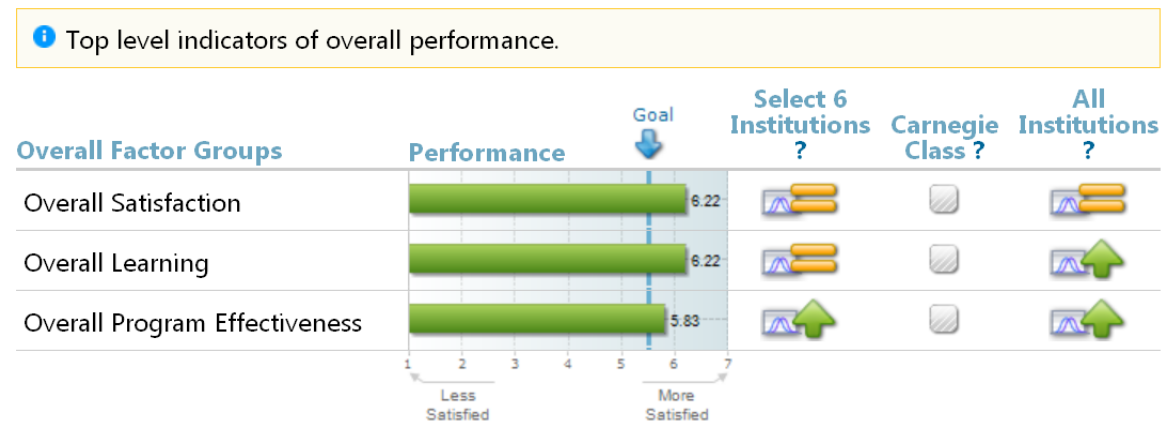 Top level indicators of overall performance.
Goal
Select 6
Institutions
?
Carnegie
Class ?
All
Institutions
?
Overall Factor Groups
Performance
Overall Satisfaction
6.22
Overall Learning
6.22
Overall Program Effectiveness
5.83
1 2 3 4 5 6 7
Less
Satisfied
More
Satisfied